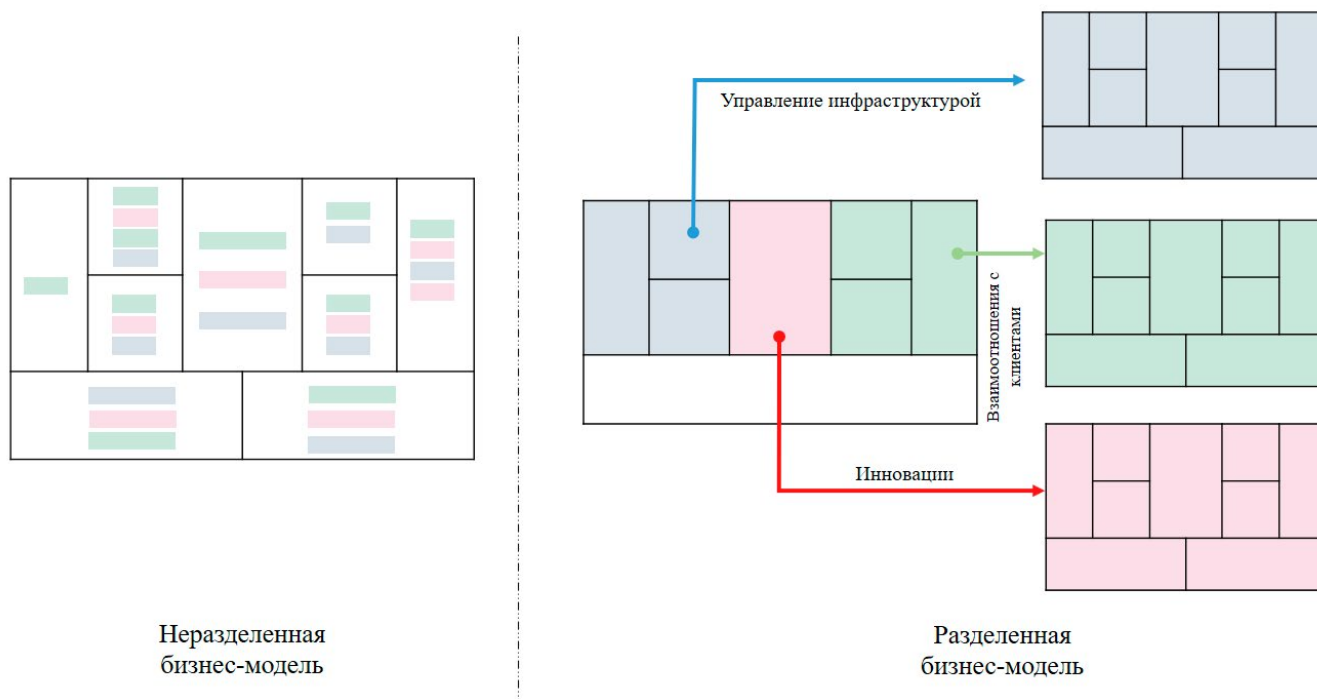 Управление инфраструктурой
Взаимоотношения с
клиентами
Инновации
Неразделенная
бизнес-модель
Разделенная
бизнес-модель